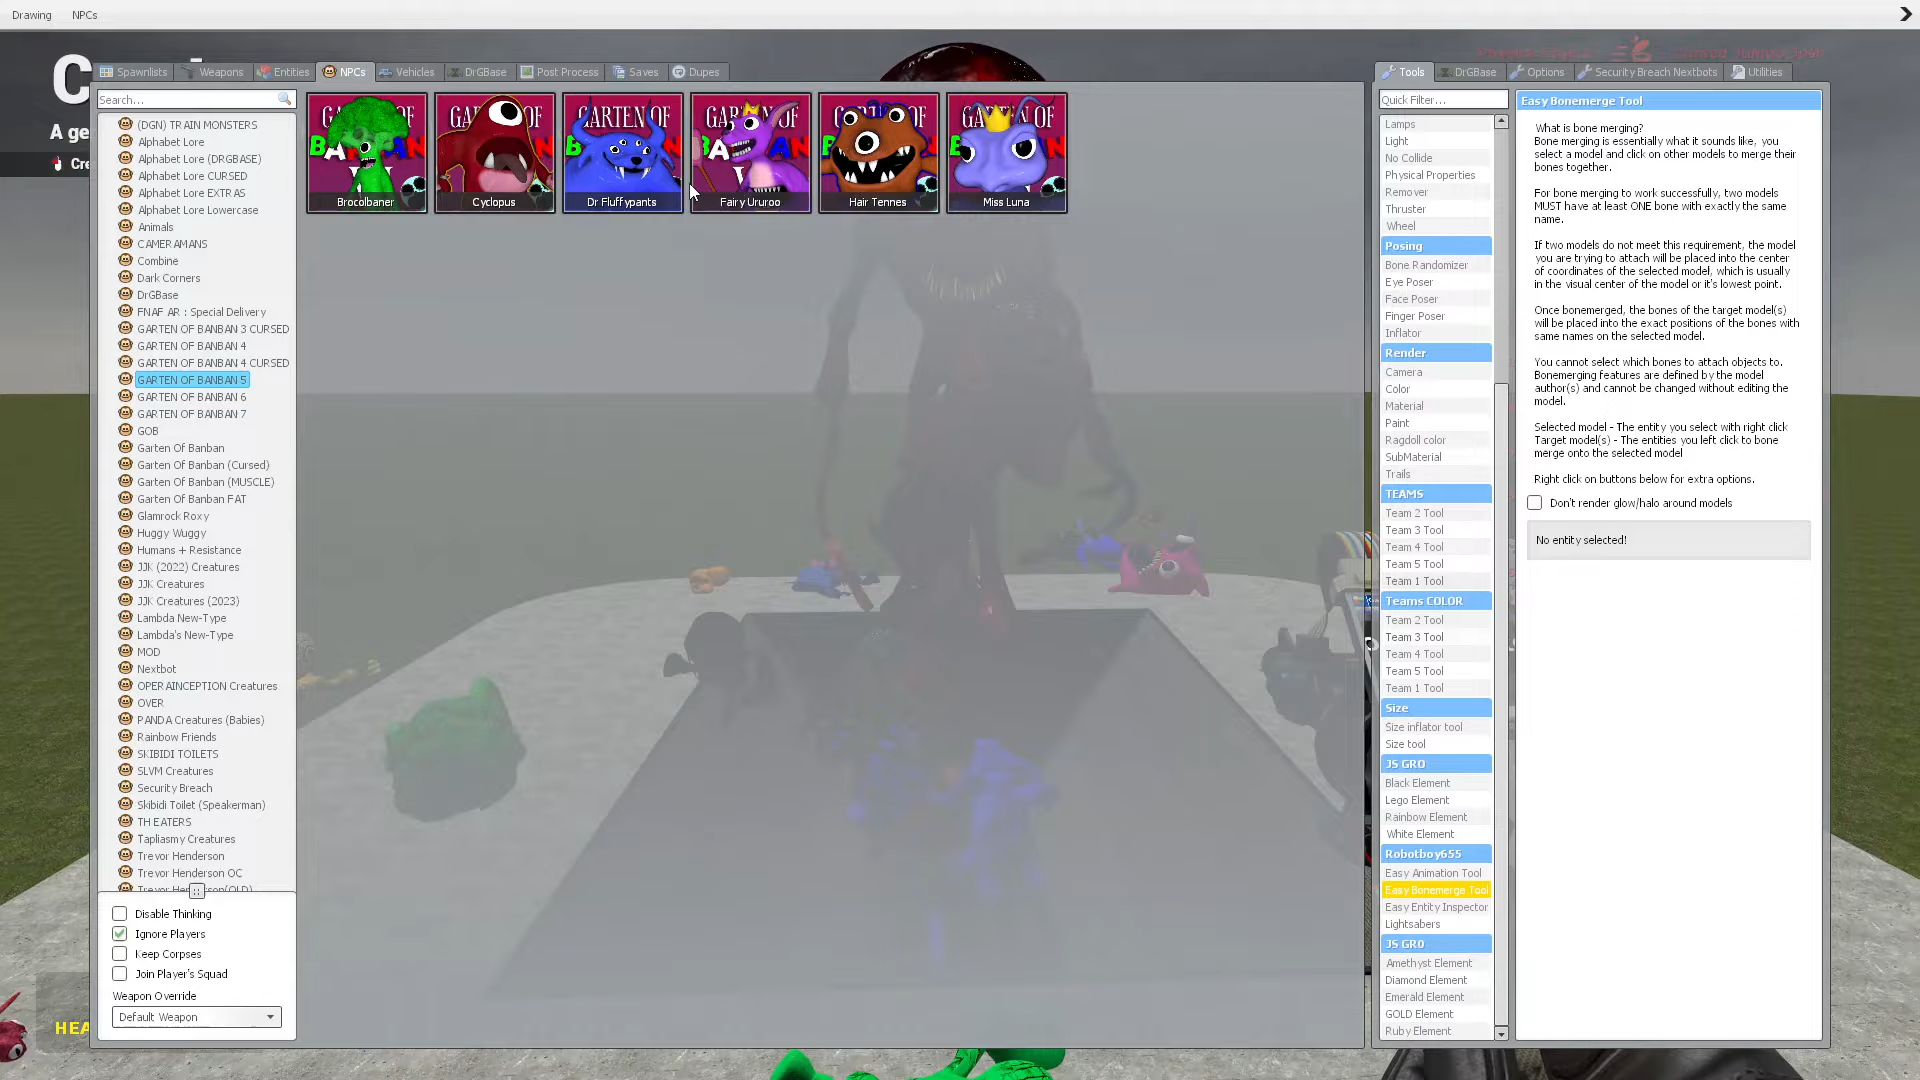 Drawing NPCs
C
A ge
Cre
Spawnlists Weapons Entities NPCs Vehicles DrGBase Post Process Saves Dupes
Search...
(DGN) TRAIN MONSTERS
Alphabet Lore
Alphabet Lore (DRGBASE)
Alphabet Lore CURSED
Alphabet Lore EXTRAS
Alphabet Lore Lowercase
Animals
CAMERAMANS
Combine
Dark Corners
DrGBase
FNAF AR : Special Delivery
GARTEN OF BANBAN 3 CURSED
GARTEN OF BANBAN 4
GARTEN OF BANBAN 4 CURSED
GARTEN OF BANBAN 5
GARTEN OF BANBAN 6
GARTEN OF BANBAN 7
GOB
Garten Of Banban
Garten Of Banban (Cursed)
Garten Of Banban (MUSCLE)
Garten Of Banban FAT
Glamrock Roxy
Huggy Wuggy
Humans + Resistance
JJK (2022) Creatures
JJK Creatures
JJK Creatures (2023)
Lambda New-Type
Lambda's New-Type
MOD
Nextbot
OPERAINCEPTION Creatures
OVER
PANDA Creatures (Babies)
Rainbow Friends
SKIBIDI TOILETS
SLVM Creatures
Security Breach
Skibidi Toilet (Speakerman)
TH EATERS
Tapliasmy Creatures
Trevor Henderson
Trevor Henderson OC
Disable Thinking
Ignore Players
Keep Corpses
Join Player's Squad
Weapon Override
Default Weapon
HEA
Brocolbaner
Cyclopus
Dr Fluffypants
Fairy Ururoo
Hair Tennes
Miss Luna
Tools DrGBase Options Security Breach Nextbots Utilities
Quick Filter...
Lamps
Light
No Collide
Physical Properties
Remover
Thruster
Wheel
Posing
Bone Randomizer
Eye Poser
Face Poser
Finger Poser
Inflator
Render
Camera
Color
Material
Paint
Ragdoll color
SubMaterial
Trails
TEAMS
Team 2 Tool
Team 3 Tool
Team 4 Tool
Team 5 Tool
Team 1 Tool
Teams COLOR
Team 2 Tool
Team 3 Tool
Team 4 Tool
Team 5 Tool
Team 1 Tool
Size
Size inflator tool
Size tool
JS GRO
Black Element
Lego Element
Rainbow Element
White Element
Robotboy655
Easy Animation Tool
Easy Bonemerge Tool
Easy Entity Inspector
Lightsabers
JS GRO
Amethyst Element
Diamond Element
Emerald Element
GOLD Element
Ruby Element
Easy Bonemerge Tool
What is bone merging?
Bone merging is essentially what it sounds like, you
select a model and click on other models to merge their
bones together.
For bone merging to work successfully, two models
MUST have at least ONE bone with exactly the same
name.
If two models do not meet this requirement, the model
you are trying to attach will be placed into the center
of coordinates of the selected model, which is usually
in the visual center of the model or it's lowest point.
Once bonemerged, the bones of the target model(s)
will be placed into the exact positions of the bones with
same names on the selected model.
You cannot select which bones to attach objects to.
Bonemerging features are defined by the model
author(s) and cannot be changed without editing the
model.
Selected model - The entity you select with right click
Target model(s) - The entities you left click to bone
merge onto the selected model
Right click on buttons below for extra options.
Don't render glow/halo around models
No entity selected!